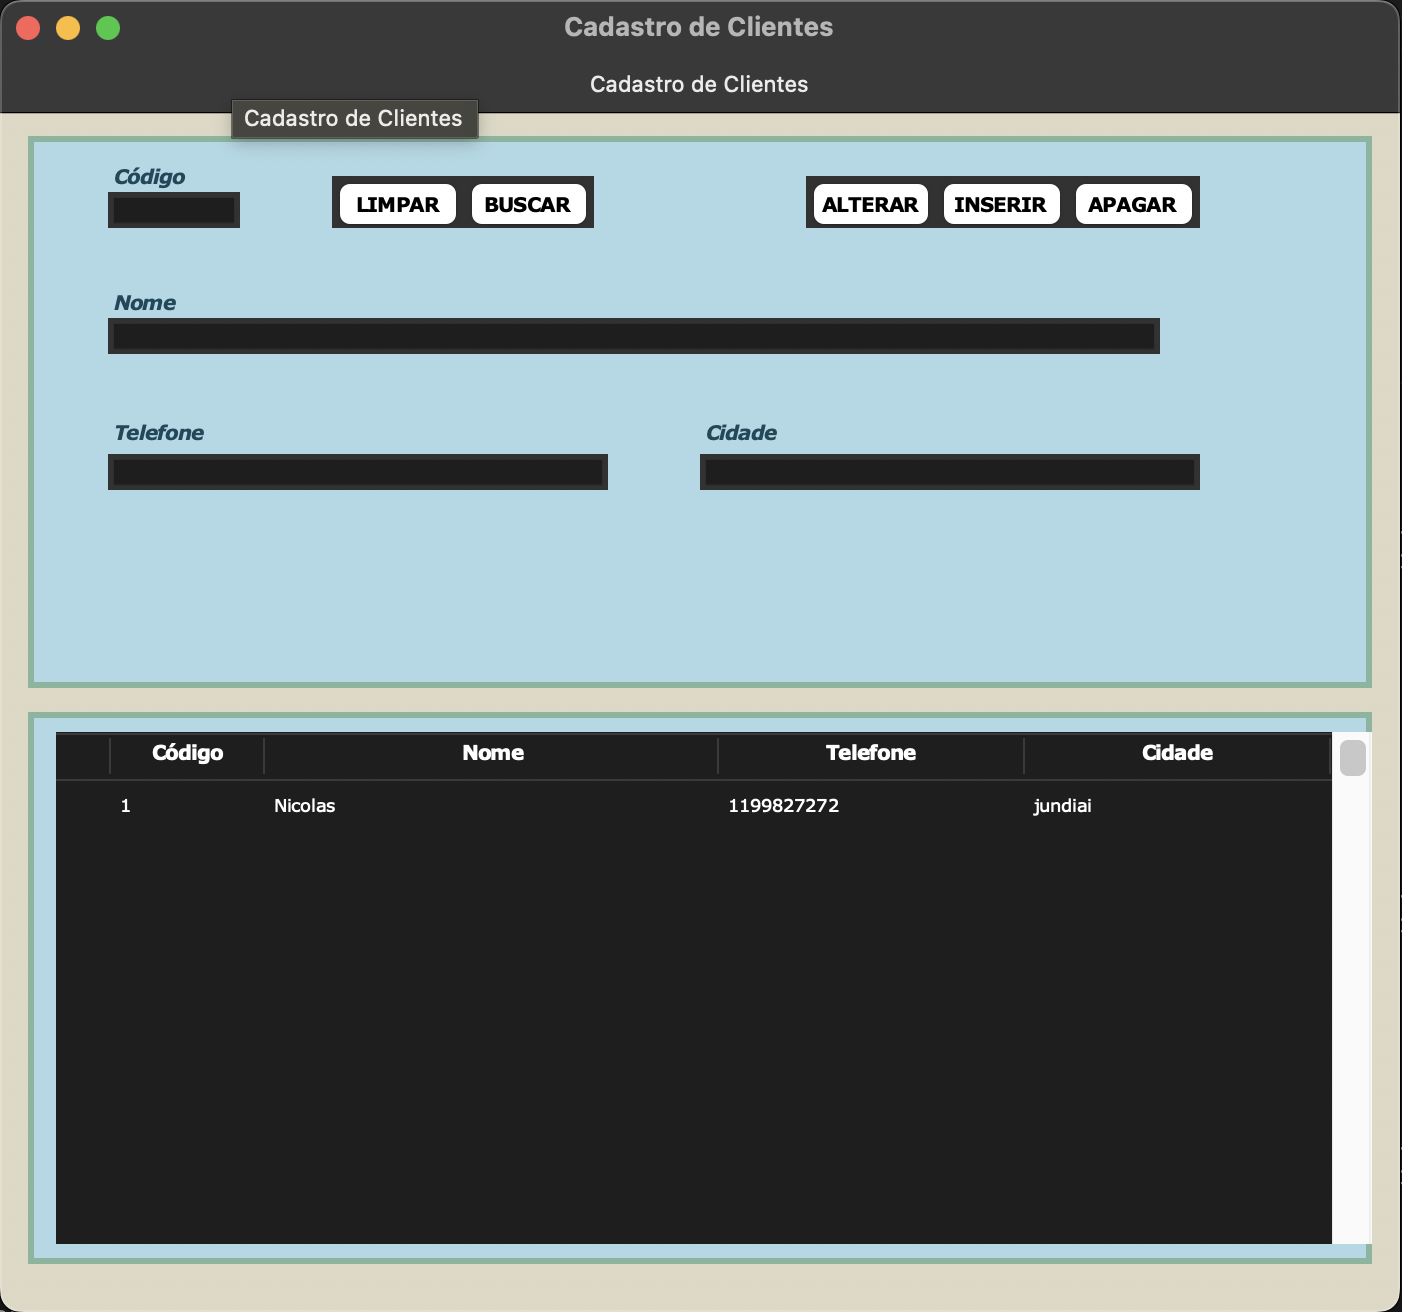 Cadastro de Clientes
Cadastro de Clientes
Cadastro de Clientes
Código
LIMPAR BUSCAR ALTERAR INSERIR APAGAR
Nome
Telefone Cidade
Código Nome Telefone Cidade
1 Nicolas 1199827272 jundiai